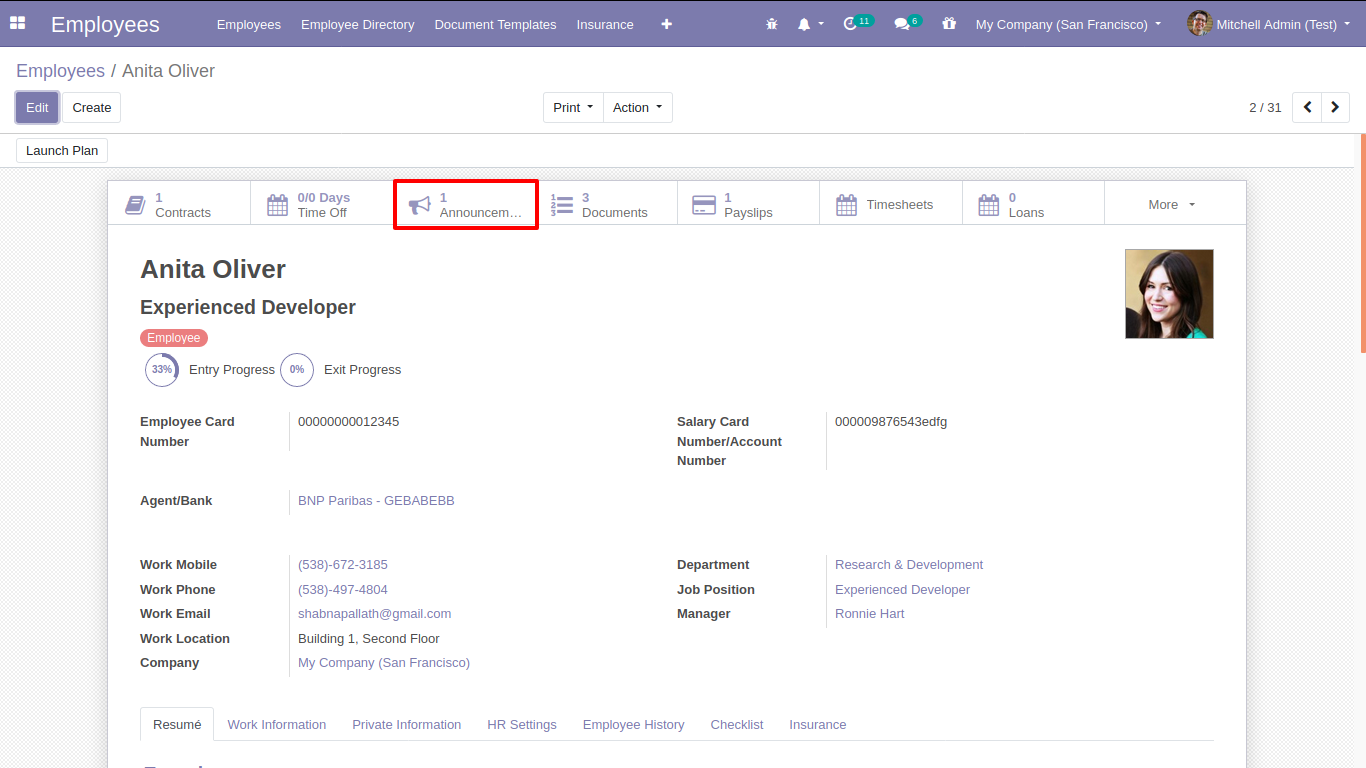 Employees Employees Employee Directory Document Templates Insurance 11 6 My Company (San Francisco) Mitchell Admin (Test)
Employees / Anita Oliver
Edit Create Print Action 2 / 31
Launch Plan
1 Contracts 0/0 Days Time Off 1 Announcem… 3 Documents 1 Payslips Timesheets 0 Loans More
Anita Oliver
Experienced Developer
Employee
33% Entry Progress 0% Exit Progress
Employee Card Number 00000000012345
Salary Card Number/Account Number 000009876543edfg
Agent/Bank BNP Paribas - GEBABEBB
Work Mobile (538)-672-3185
Work Phone (538)-497-4804
Work Email shabnapallath@gmail.com
Work Location Building 1, Second Floor
Company My Company (San Francisco)
Department Research & Development
Job Position Experienced Developer
Manager Ronnie Hart
Resumé Work Information Private Information HR Settings Employee History Checklist Insurance